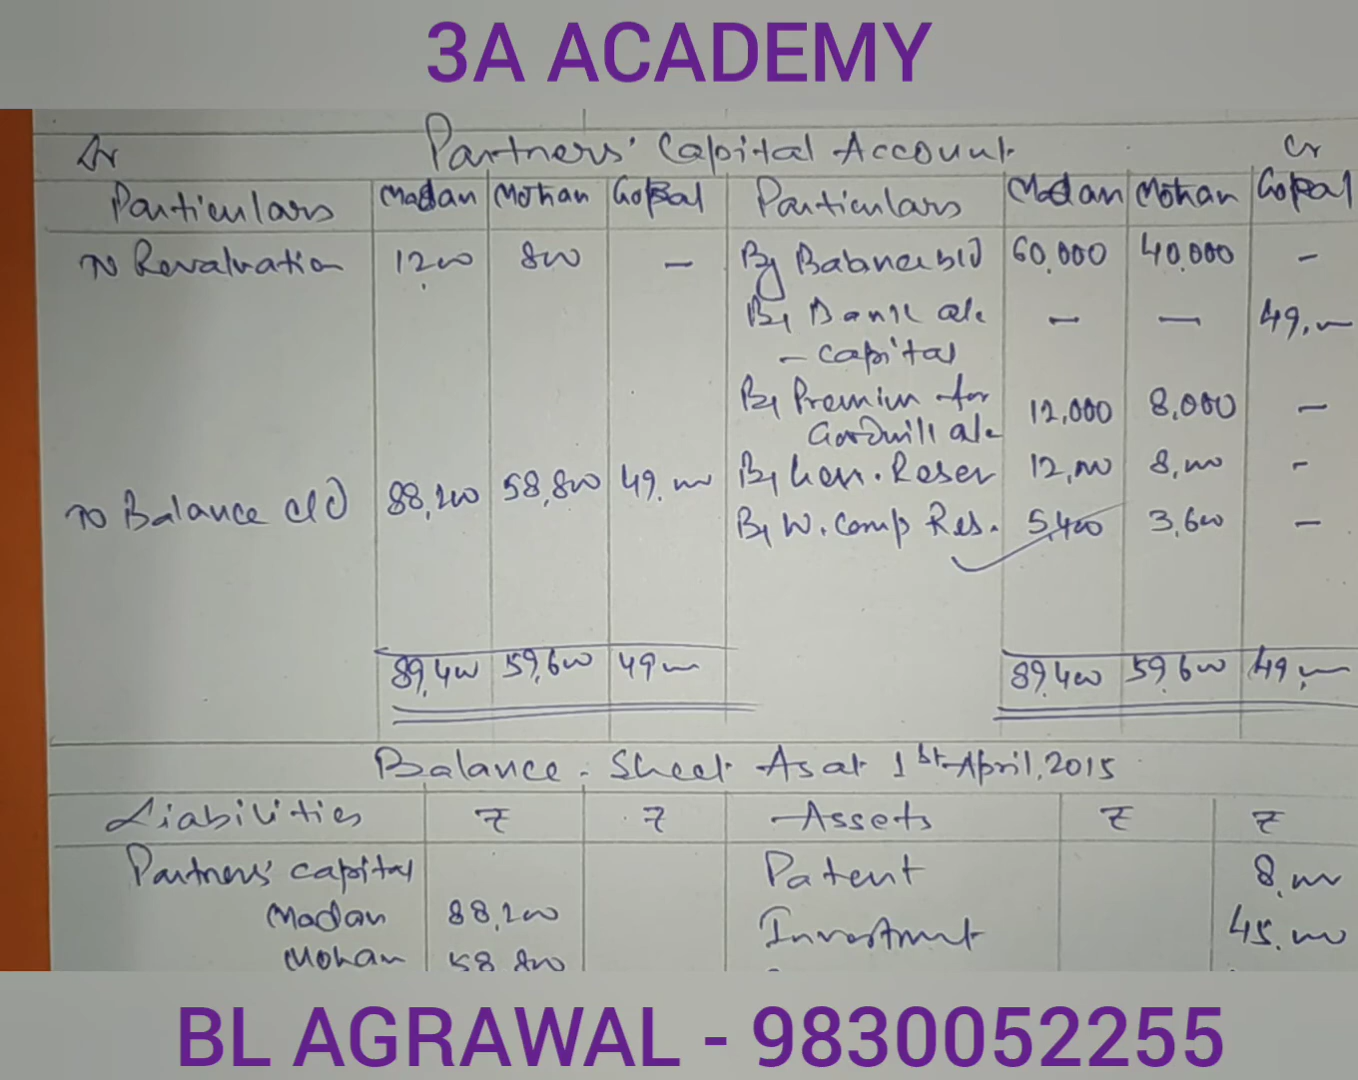 3A ACADEMY
Dr Partners' Capital Account Cr
Particulars Madan Mohan Gopal Particulars Madan Mohan Gopal
To Revaluation 1200 800 – By Balance b/d 60,000 40,000 –
By Bank a/c – – 49,000
– capital
By Premium for 12,000 8,000 –
Goodwill a/c
To Balance c/d 88,200 58,800 49,000 By Gen. Reser 12,000 8,000 –
By W. Comp Res. 5,400 3,600 –
89,400 59,600 49000 89,400 59,600 49,000
Balance - Sheet As at 1st April, 2015
Liabilities ₹ ₹ Assets ₹ ₹
Partners' capital Patent 8,000
Madan 88,200 Investment 45,000
Mohan 58,800
BL AGRAWAL - 9830052255